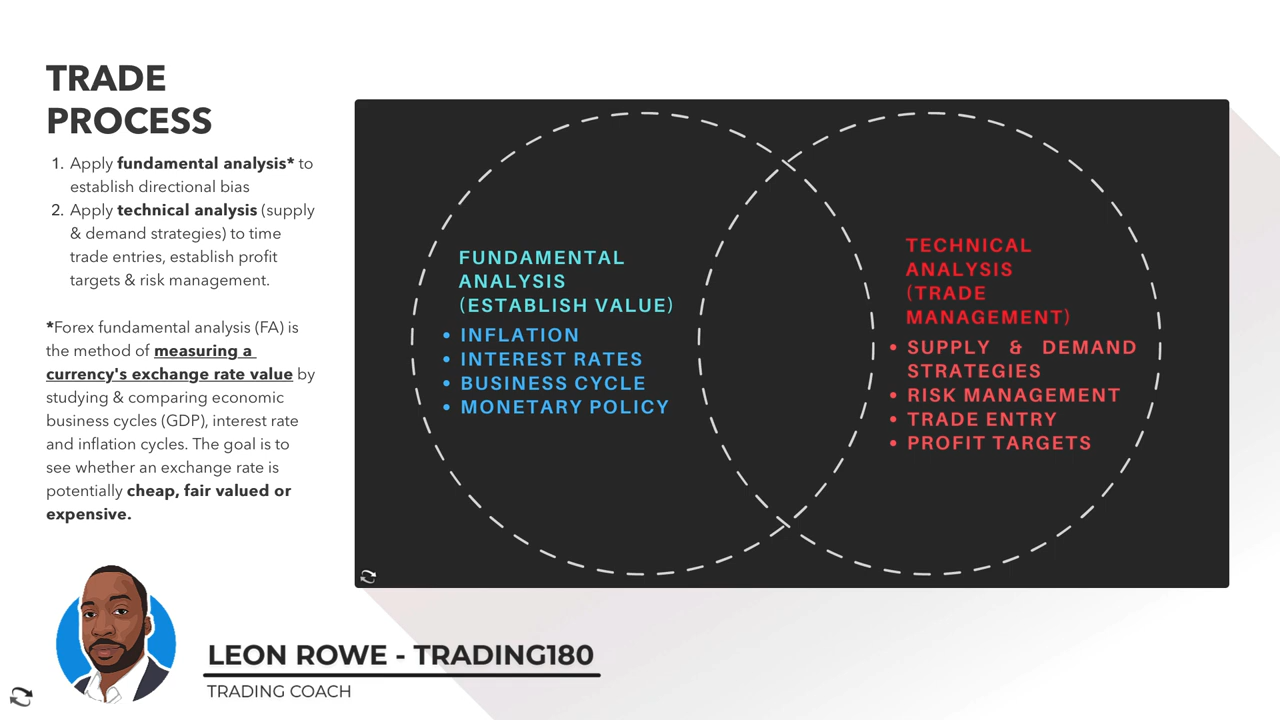 TRADE
PROCESS
1. Apply fundamental analysis* to
establish directional bias
2. Apply technical analysis (supply
& demand strategies) to time
trade entries, establish profit
targets & risk management.
*Forex fundamental analysis (FA) is
the method of measuring a
currency's exchange rate value by
studying & comparing economic
business cycles (GDP), interest rate
and inflation cycles. The goal is to
see whether an exchange rate is
potentially cheap, fair valued or
expensive.
FUNDAMENTAL
ANALYSIS
(ESTABLISH VALUE)
• INFLATION
• INTEREST RATES
• BUSINESS CYCLE
• MONETARY POLICY
TECHNICAL
ANALYSIS
(TRADE
MANAGEMENT)
• SUPPLY & DEMAND
STRATEGIES
• RISK MANAGEMENT
• TRADE ENTRY
• PROFIT TARGETS
LEON ROWE - TRADING180
TRADING COACH